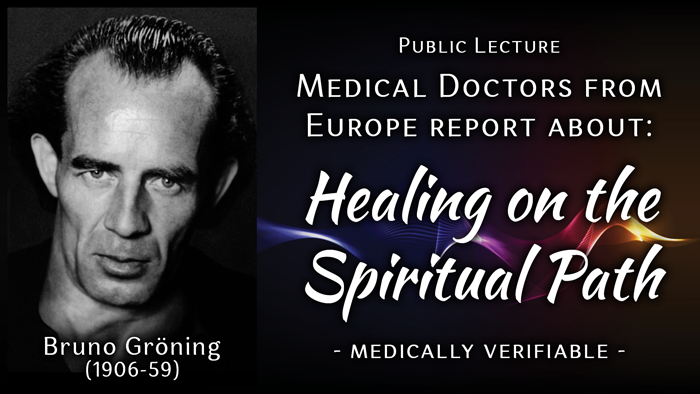 Public Lecture
Medical Doctors from
Europe report about:
Healing on the
Spiritual Path
- medically verifiable -
Bruno Gröning
(1906-59)